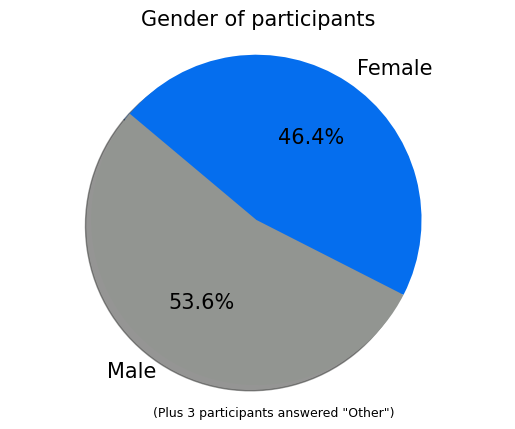 Gender of participants
Female
46.4%
53.6%
Male
(Plus 3 participants answered "Other")